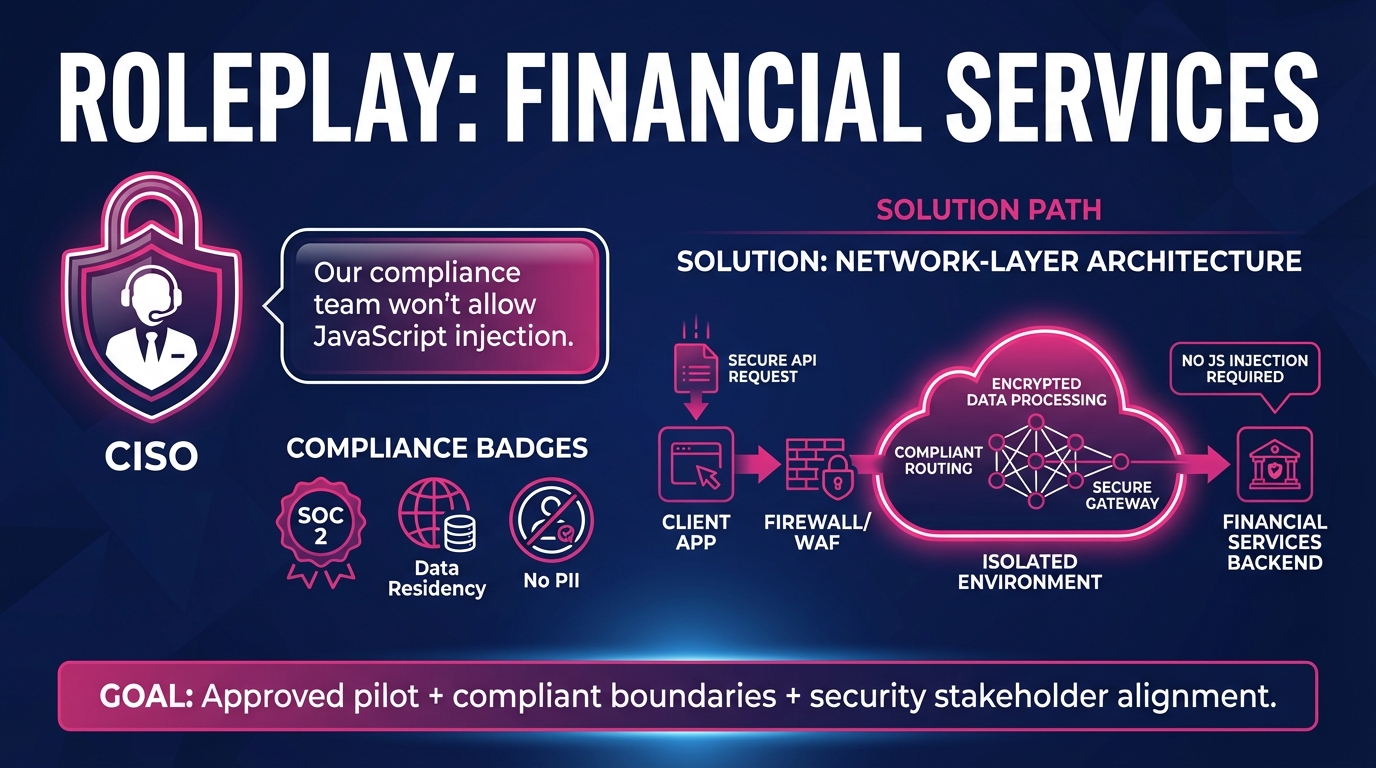 ROLEPLAY: FINANCIAL SERVICES
Our compliance
team won't allow
JavaScript injection.
CISO
COMPLIANCE BADGES
SOC
2
Data
Residency
No PII
SOLUTION PATH
SOLUTION: NETWORK-LAYER ARCHITECTURE
SECURE API
REQUEST
CLIENT
APP
FIREWALL/
WAF
ENCRYPTED
DATA PROCESSING
COMPLIANT
ROUTING
SECURE
GATEWAY
ISOLATED
ENVIRONMENT
NO JS INJECTION
REQUIRED
FINANCIAL
SERVICES
BACKEND
GOAL: Approved pilot + compliant boundaries + security stakeholder alignment.